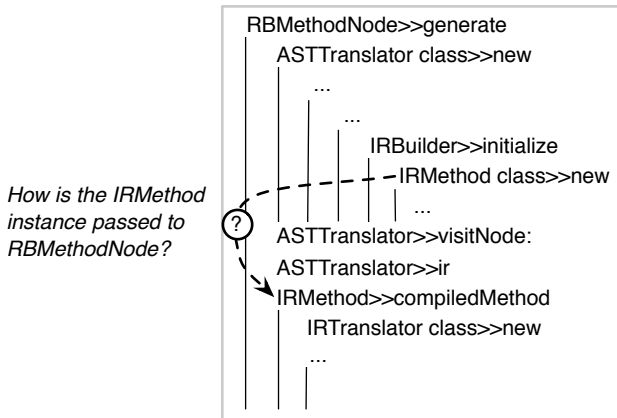 RBMethodNode>>generate
ASTTranslator class>>new
...
...
IRBuilder>>initialize
IRMethod class>>new
...
How is the IRMethod
instance passed to
RBMethodNode?
?
ASTTranslator>>visitNode:
ASTTranslator>>ir
IRMethod>>compiledMethod
IRTranslator class>>new
...